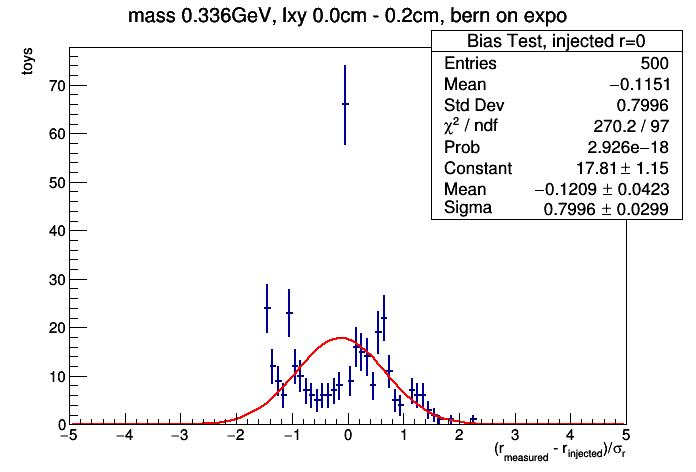 mass 0.336GeV, lxy 0.0cm - 0.2cm, bern on expo
toys
Bias Test, injected r=0
Entries 500
Mean −0.1151
Std Dev 0.7996
χ² / ndf 270.2 / 97
Prob 2.926e−18
Constant 17.81 ± 1.15
Mean −0.1209 ± 0.0423
Sigma 0.7996 ± 0.0299
70
60
50
40
30
20
10
0
−5 −4 −3 −2 −1 0 1 2 3 4 5
(r_measured - r_injected)/σ_r